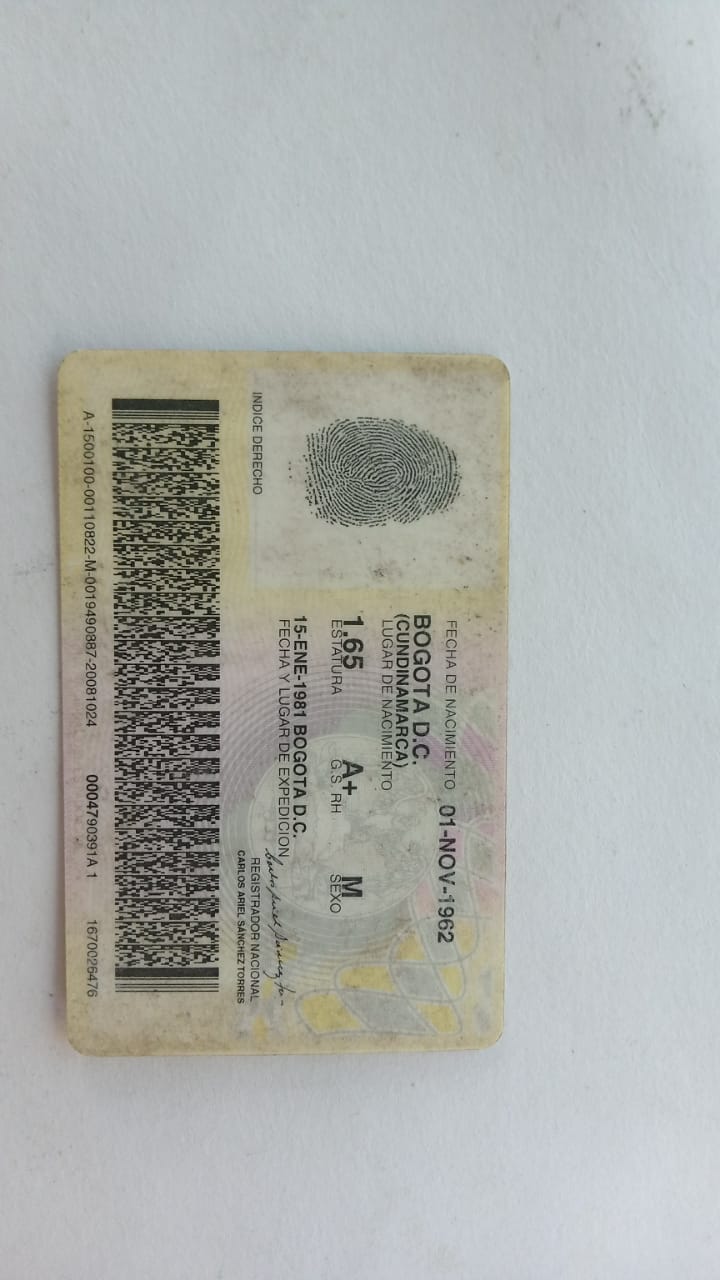 FECHA DE NACIMIENTO 01-NOV-1962
BOGOTA D.C.
(CUNDINAMARCA)
LUGAR DE NACIMIENTO
1.65 A+ M
ESTATURA G.S. RH SEXO
15-ENE-1981 BOGOTA D.C.
FECHA Y LUGAR DE EXPEDICION
INDICE DERECHO
REGISTRADOR NACIONAL
CARLOS ARIEL SÁNCHEZ TORRES
A-1500100-00110822-M-0019490887-20081024 0004790391A 1 1670026476